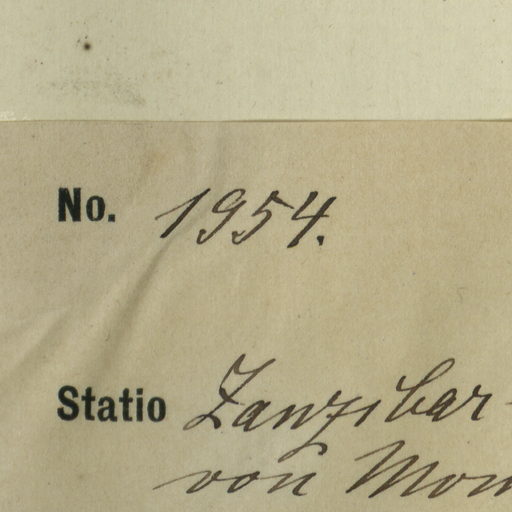 No. 1954.
Statio Zanzibar-
von